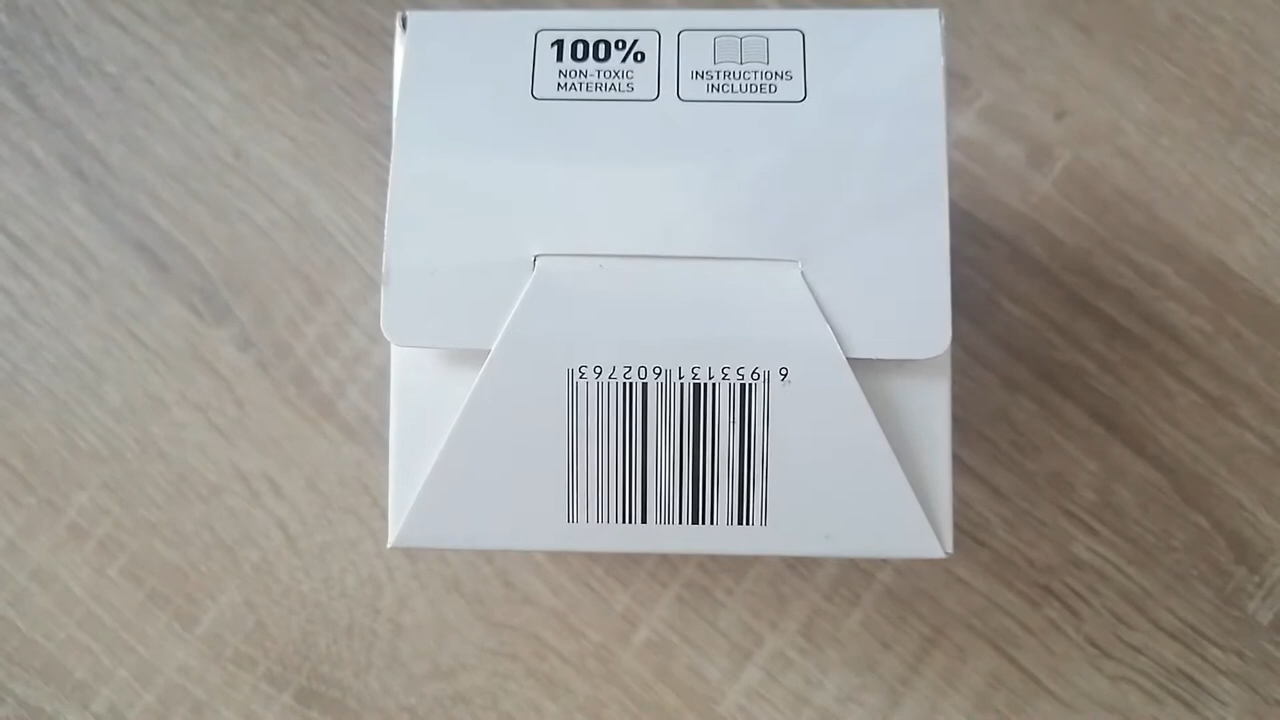 100%
NON-TOXIC
MATERIALS
INSTRUCTIONS
INCLUDED
6 953131 602763